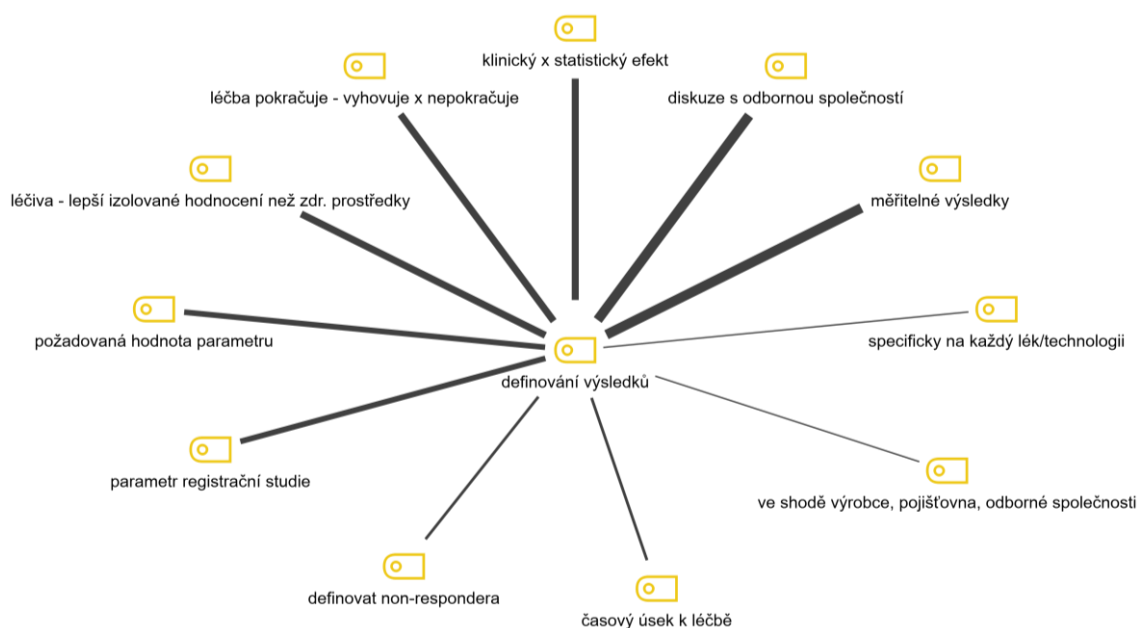 klinický x statistický efekt
léčba pokračuje - vyhovuje x nepokračuje
diskuze s odbornou společností
léčiva - lepší izolované hodnocení než zdr. prostředky
měřitelné výsledky
požadovaná hodnota parametru
specificky na každý lék/technologii
definování výsledků
parametr registrační studie
ve shodě výrobce, pojišťovna, odborné společnosti
definovat non-respondera
časový úsek k léčbě